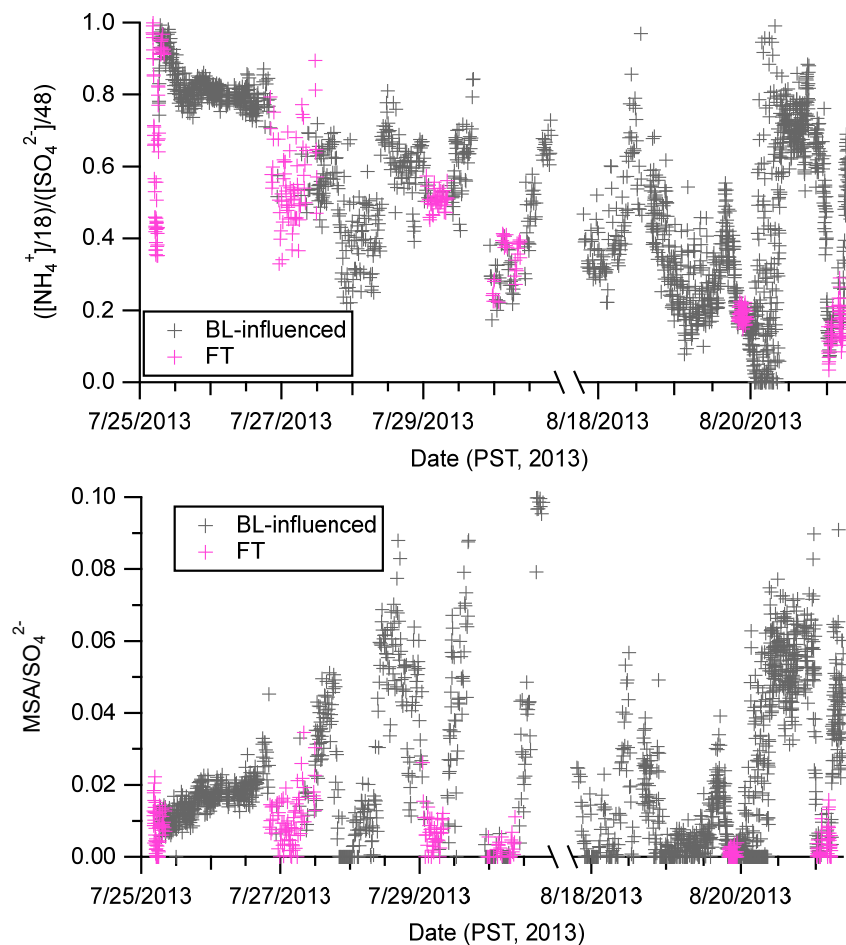 ([NH₄⁺]/18)/([SO₄²⁻]/48)
1.0
0.8
0.6
0.4
0.2
0.0
BL-influenced
FT
7/25/2013 7/27/2013 7/29/2013 8/18/2013 8/20/2013
Date (PST, 2013)
MSA/SO₄²⁻
0.10
0.08
0.06
0.04
0.02
0.00
BL-influenced
FT
7/25/2013 7/27/2013 7/29/2013 8/18/2013 8/20/2013
Date (PST, 2013)